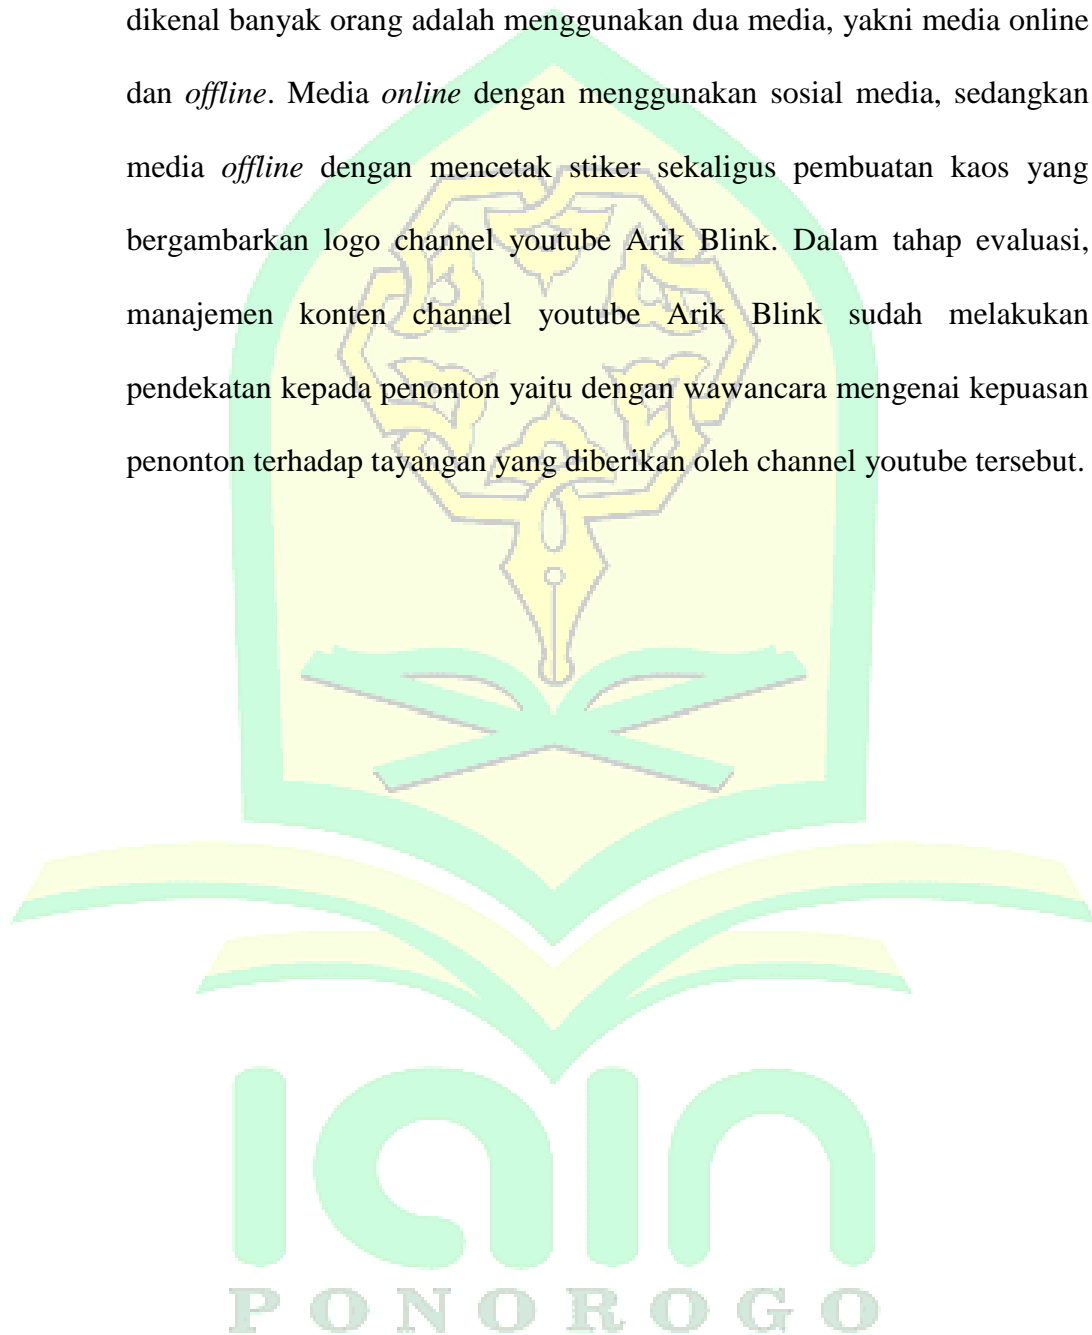 dikenal banyak orang adalah menggunakan dua media, yakni media online
dan offline. Media online dengan menggunakan sosial media, sedangkan
media offline dengan mencetak stiker sekaligus pembuatan kaos yang
bergambarkan logo channel youtube Arik Blink. Dalam tahap evaluasi,
manajemen konten channel youtube Arik Blink sudah melakukan
pendekatan kepada penonton yaitu dengan wawancara mengenai kepuasan
penonton terhadap tayangan yang diberikan oleh channel youtube tersebut.
iain
PONOROGO